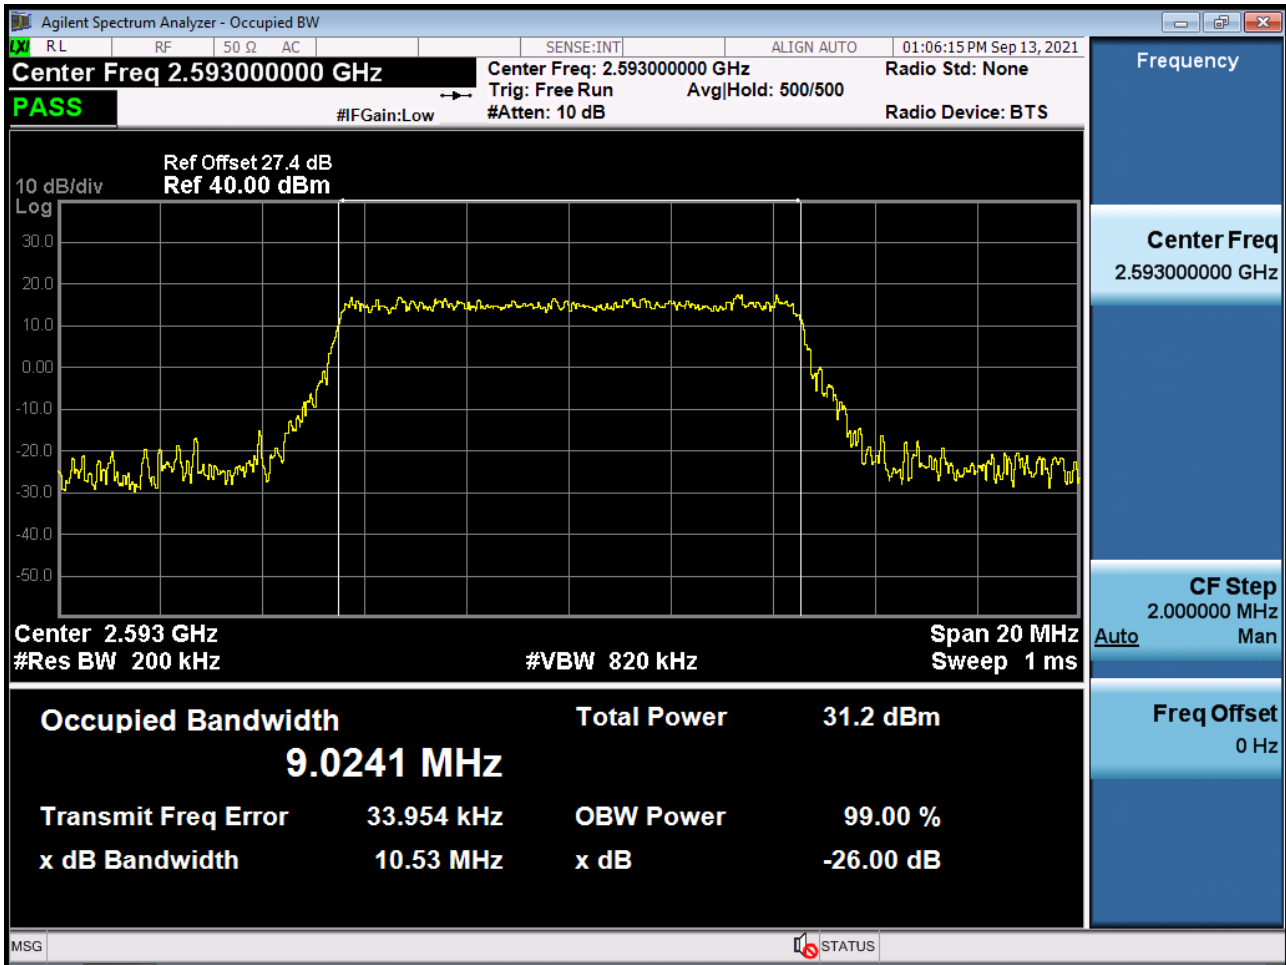 Agilent Spectrum Analyzer - Occupied BW
LXI RL RF 50 Ω AC SENSE:INT ALIGN AUTO 01:06:15 PM Sep 13, 2021
Center Freq 2.593000000 GHz
PASS
#IFGain:Low
Center Freq: 2.593000000 GHz
Trig: Free Run Avg|Hold: 500/500
#Atten: 10 dB
Radio Std: None
Radio Device: BTS
Ref Offset 27.4 dB
10 dB/div Ref 40.00 dBm
Log
30.0
20.0
10.0
0.00
-10.0
-20.0
-30.0
-40.0
-50.0
Center 2.593 GHz Span 20 MHz
#Res BW 200 kHz #VBW 820 kHz Sweep 1 ms
Occupied Bandwidth Total Power 31.2 dBm
9.0241 MHz
Transmit Freq Error 33.954 kHz OBW Power 99.00 %
x dB Bandwidth 10.53 MHz x dB -26.00 dB
MSG STATUS
Frequency
Center Freq
2.593000000 GHz
CF Step
2.000000 MHz
Auto Man
Freq Offset
0 Hz